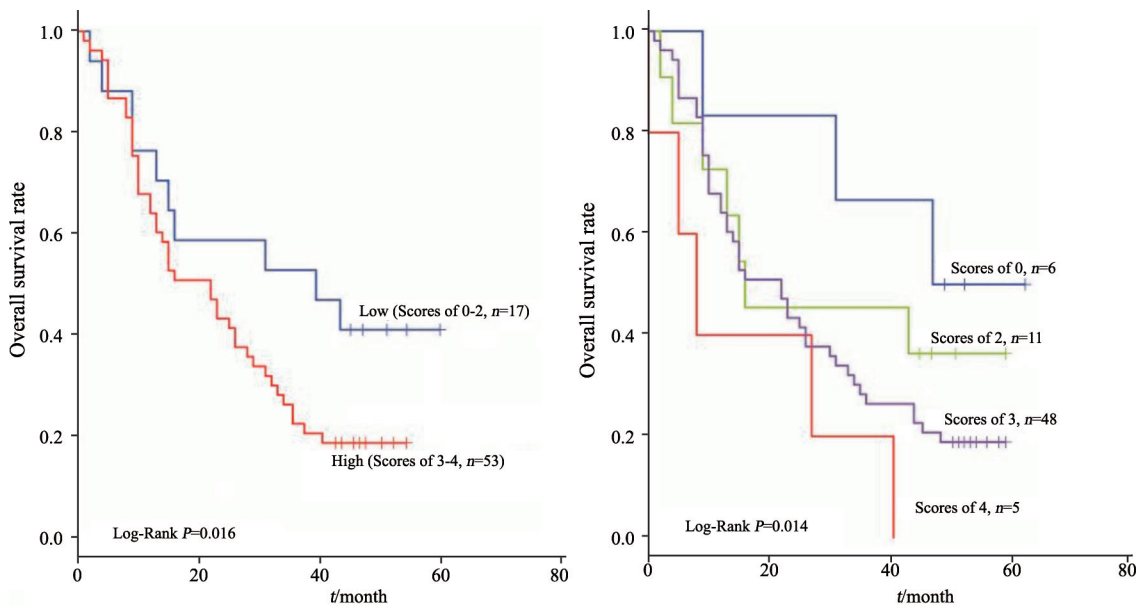 1.0
0.8
0.6
0.4
0.2
0.0
Overall survival rate
Low (Scores of 0-2, n=17)
High (Scores of 3-4, n=53)
Log-Rank P=0.016
0 20 40 60 80
t/month
1.0
0.8
0.6
0.4
0.2
0.0
Overall survival rate
Scores of 0, n=6
Scores of 2, n=11
Scores of 3, n=48
Scores of 4, n=5
Log-Rank P=0.014
0 20 40 60 80
t/month